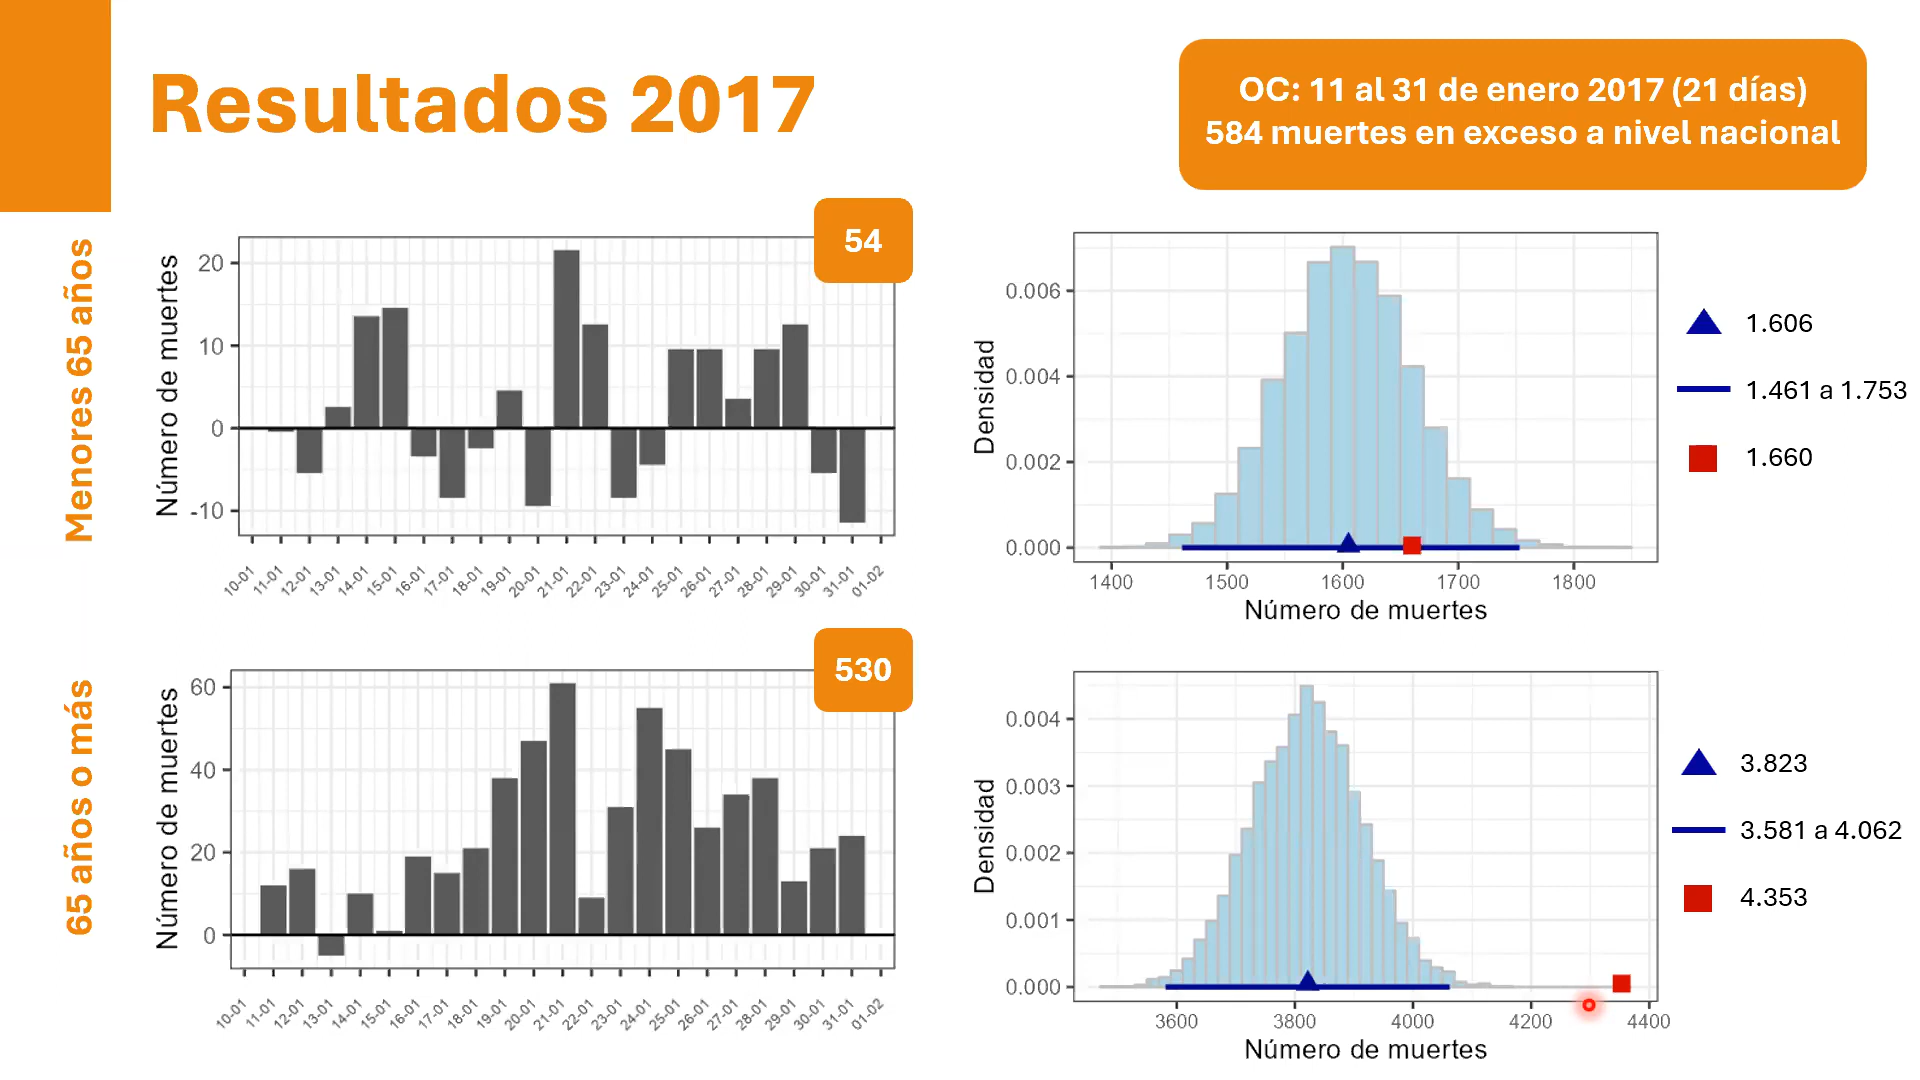 Resultados 2017
OC: 11 al 31 de enero 2017 (21 días)
584 muertes en exceso a nivel nacional
Menores 65 años
54
Número de muertes
20
10
0
-10
10-01 11-01 12-01 13-01 14-01 15-01 16-01 17-01 18-01 19-01 20-01 21-01 22-01 23-01 24-01 25-01 26-01 27-01 28-01 29-01 30-01 31-01 01-02
Densidad
0.006
0.004
0.002
0.000
1400 1500 1600 1700 1800
Número de muertes
1.606
1.461 a 1.753
1.660
65 años o más
530
Número de muertes
60
40
20
0
10-01 11-01 12-01 13-01 14-01 15-01 16-01 17-01 18-01 19-01 20-01 21-01 22-01 23-01 24-01 25-01 26-01 27-01 28-01 29-01 30-01 31-01 01-02
Densidad
0.004
0.003
0.002
0.001
0.000
3600 3800 4000 4200 4400
Número de muertes
3.823
3.581 a 4.062
4.353